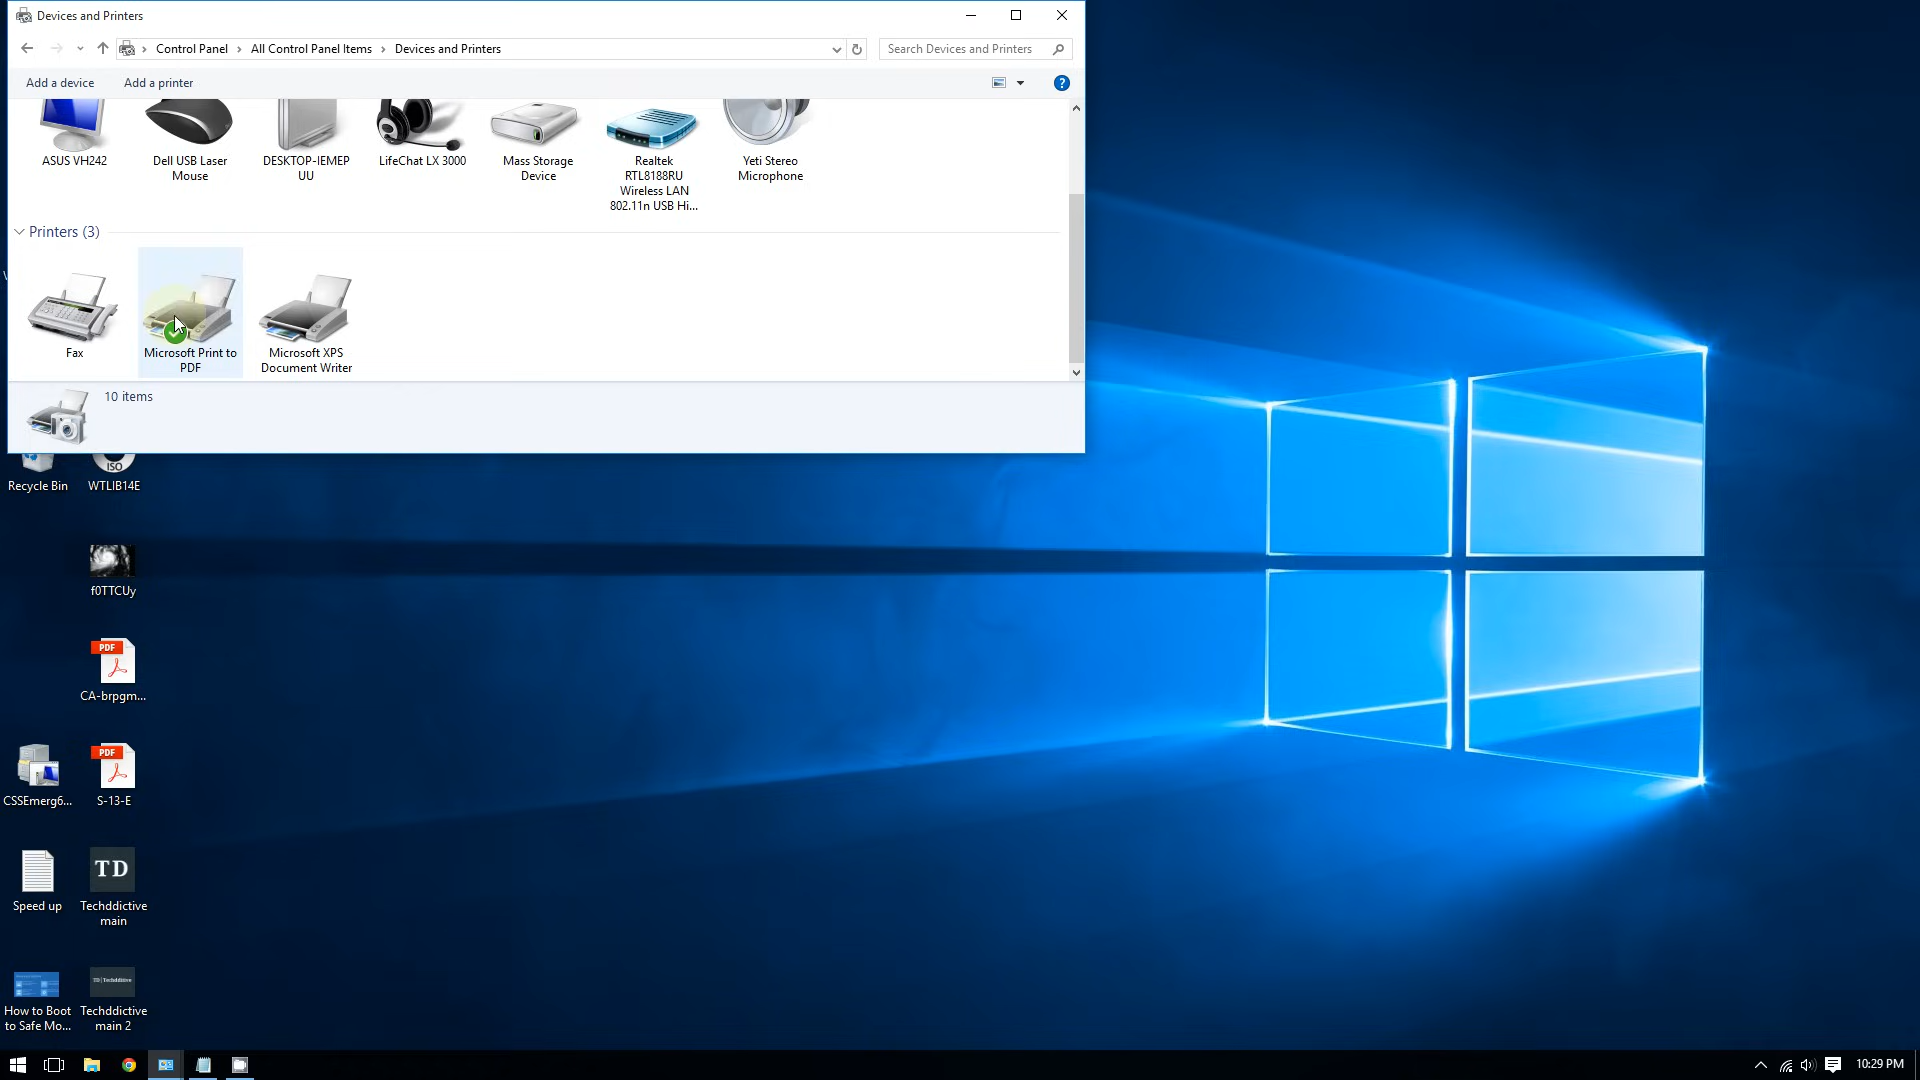 Devices and Printers
Control Panel
All Control Panel Items
Devices and Printers
Search Devices and Printers
Add a device
Add a printer
?
ASUS VH242
Dell USB Laser
Mouse
DESKTOP-IEMEP
UU
LifeChat LX 3000
Mass Storage
Device
Realtek
RTL8188RU
Wireless LAN
802.11n USB Hi...
Yeti Stereo
Microphone
Printers (3)
Fax
Microsoft Print to
PDF
Microsoft XPS
Document Writer
10 items
Recycle Bin
ISO
WTLIB14E
f0TTCUy
PDF
CA-brpgm...
CSSEmerg6...
PDF
S-13-E
Speed up
TD
Techddictive
main
How to Boot
to Safe Mo...
TD | Techddictive
Techddictive
main 2
10:29 PM